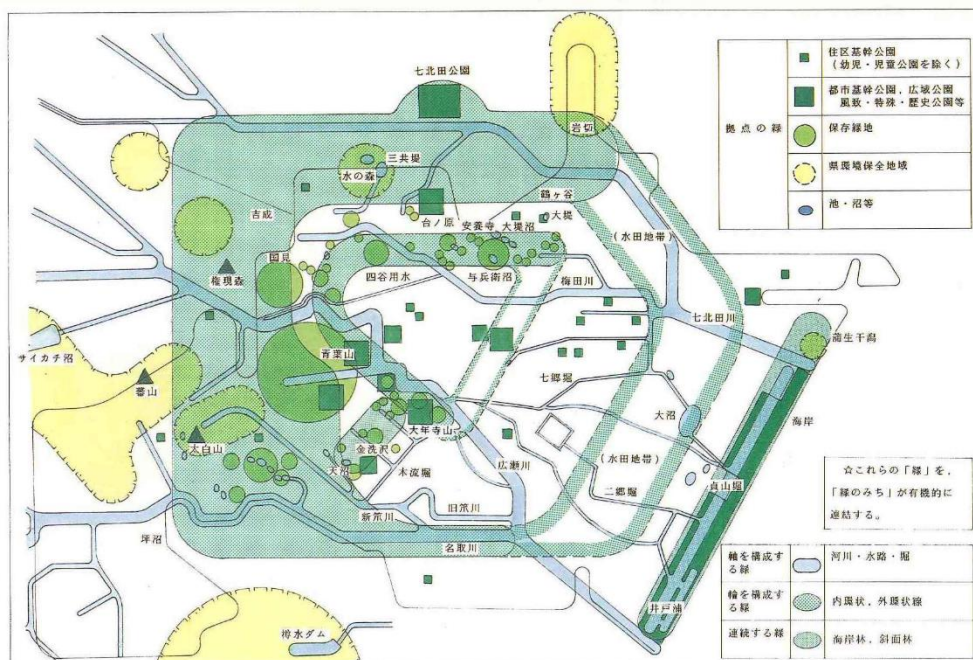 七北田公園
岩切
三共堤
水の森
鶴ヶ谷
吉成
台ノ原
安養寺
大堤沼
大堤
(水田地帯)
国見
四谷用水
与兵衛沼
梅田川
権現森
七北田川
サイカチ沼
青葉山
蒲生干潟
蕃山
七郷堀
大沼
海岸
太白山
大年寺山
金洗沢
広瀬川
(水田地帯)
天沼
木流堀
貞山堀
二郷堀
新笊川
旧笊川
坪沼
名取川
井戸浦
樽水ダム
拠点の緑
住区基幹公園
(幼児・児童公園を除く)
都市基幹公園,広域公園
風致・特殊・歴史公園等
保存緑地
県環境保全地域
池・沼等
☆これらの「緑」を,
「緑のみち」が有機的に
連結する。
軸を構成す
る緑
河川・水路・堀
輪を構成す
る緑
内環状,外環状線
連続する緑
海岸林,斜面林